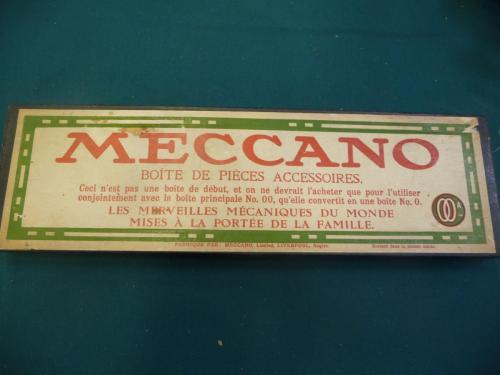 MECCANO
BOÎTE DE PIÈCES ACCESSOIRES.
Ceci n'est pas une boîte de début, et on ne devrait l'acheter que pour l'utiliser
conjointement avec la boîte principale No. 00, qu'elle convertit en une boîte No. 0.
LES MERVEILLES MÉCANIQUES DU MONDE
MISES À LA PORTÉE DE LA FAMILLE.
00A
FABRIQUÉ PAR: MECCANO, Limited, LIVERPOOL, Anglet.